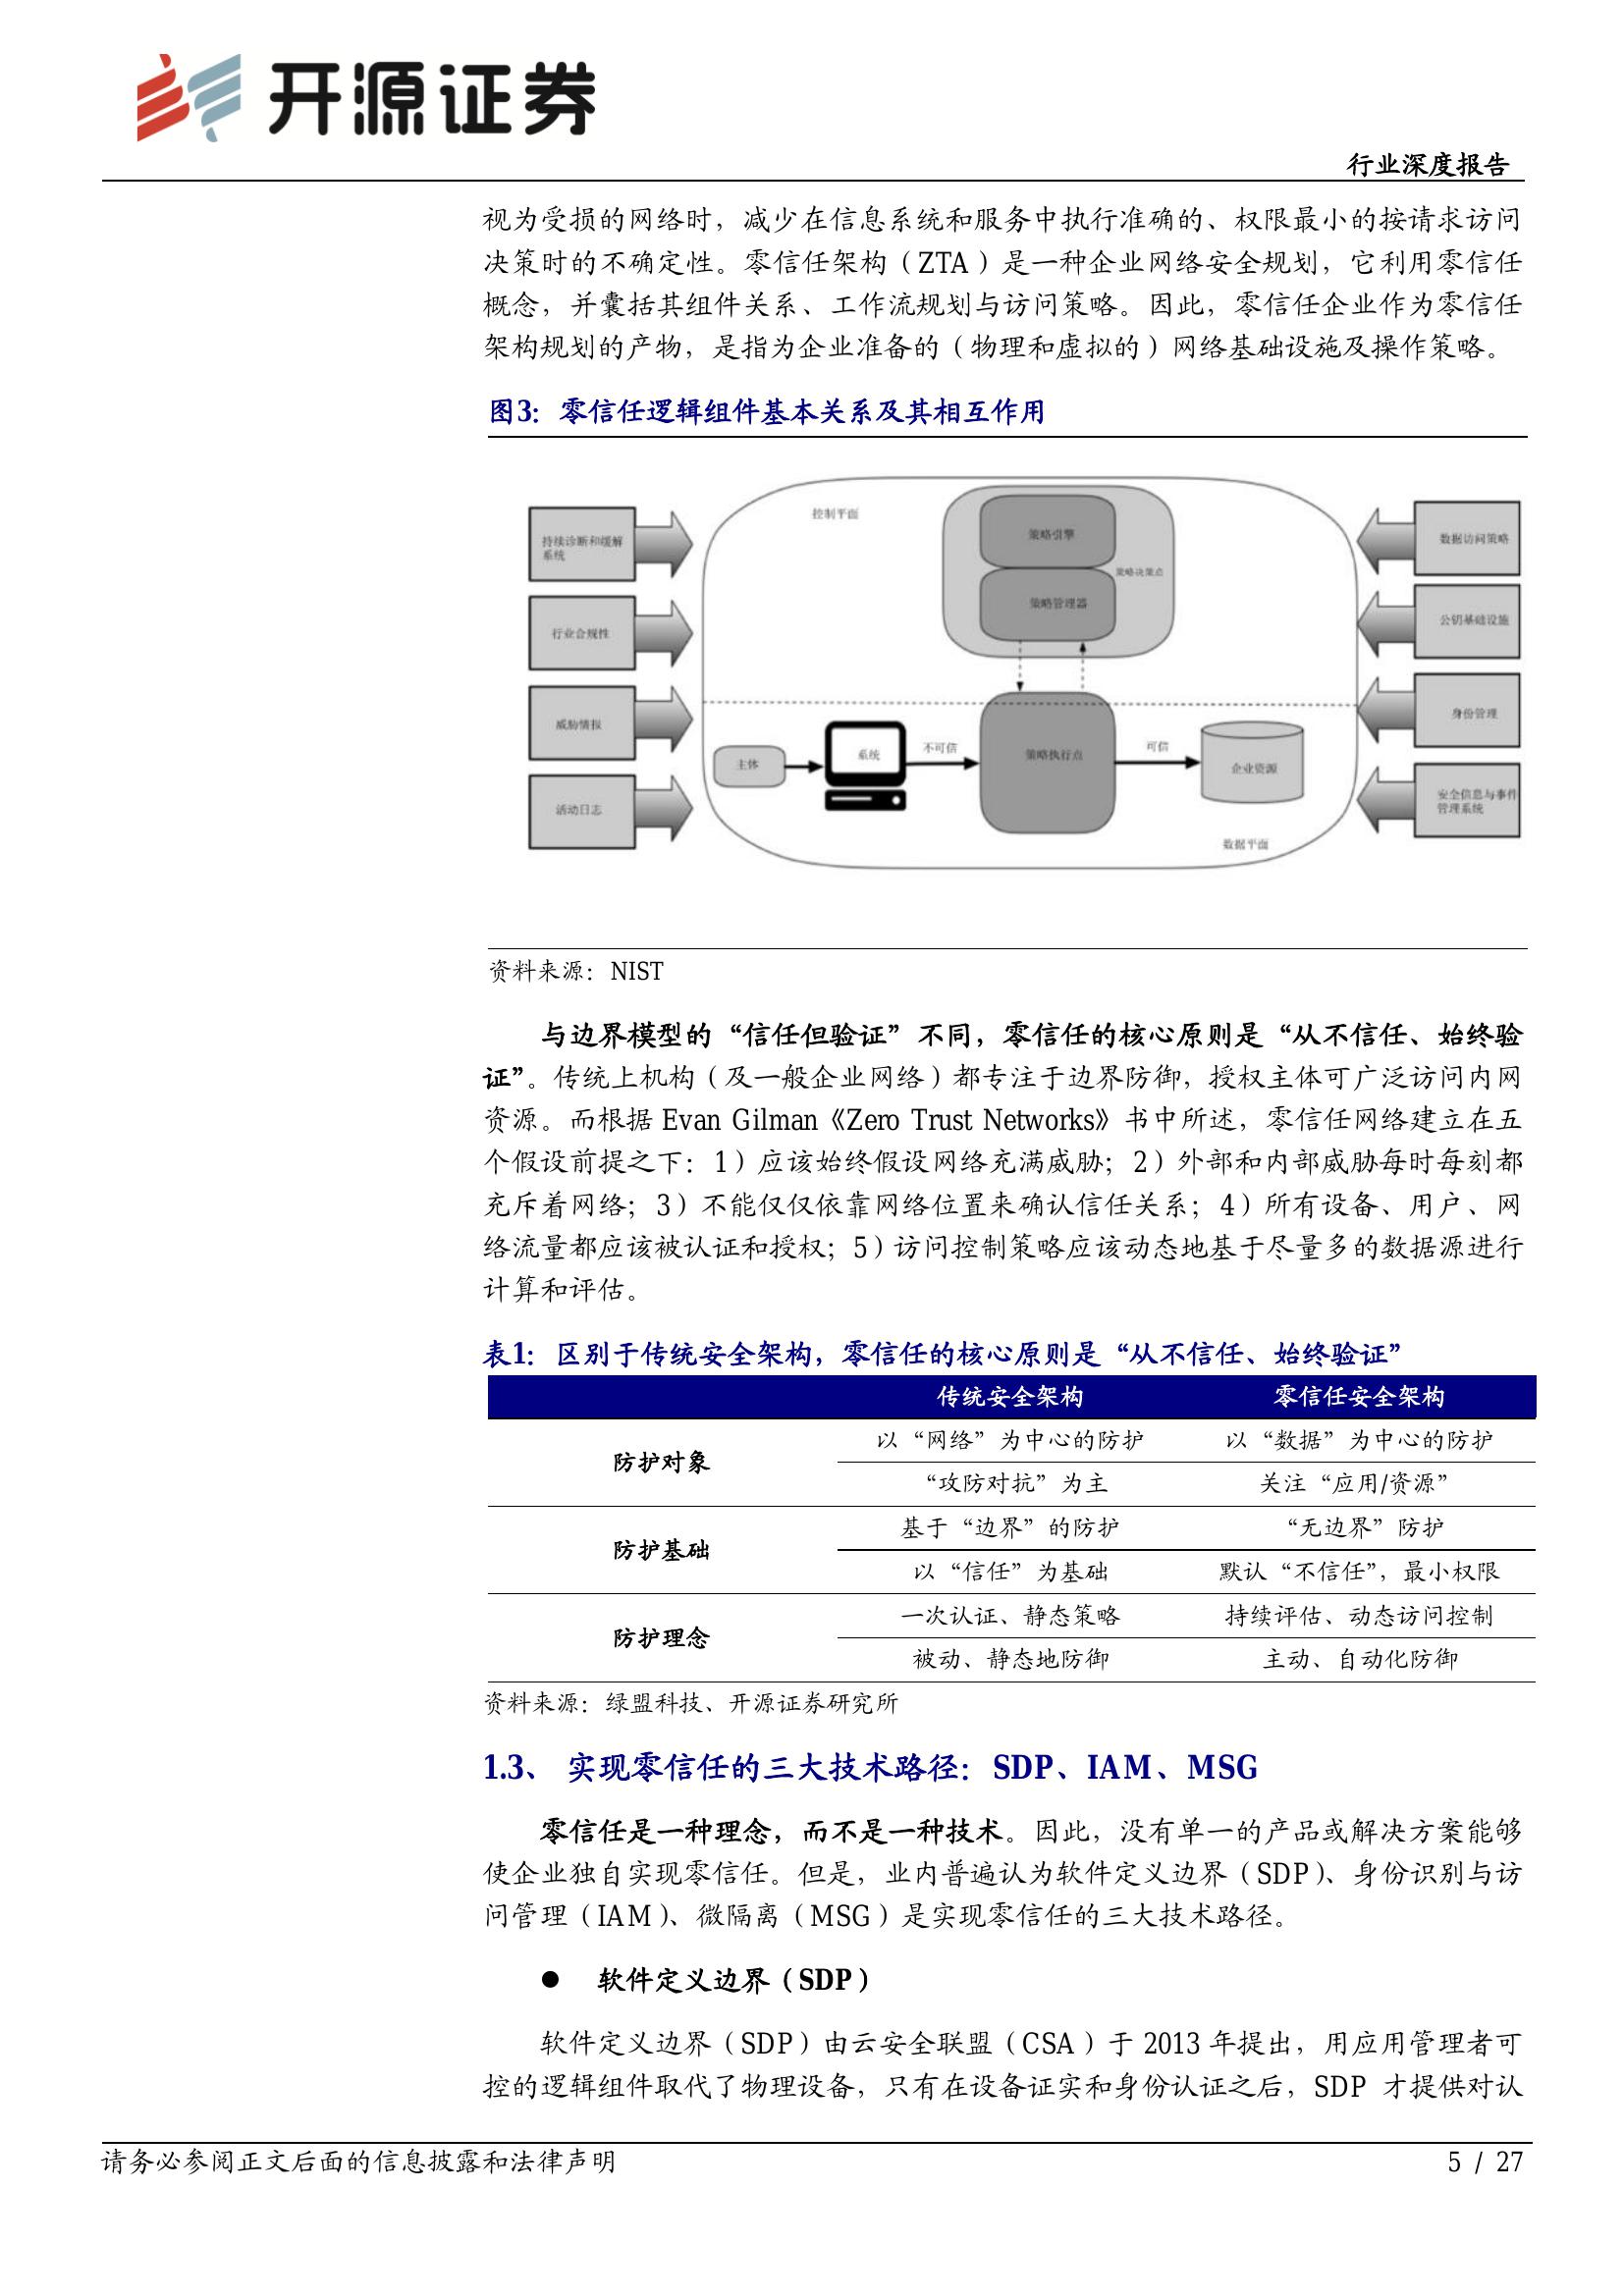 开源证券
行业深度报告
视为受损的网络时，减少在信息系统和服务中执行准确的、权限最小的按请求访问
决策时的不确定性。零信任架构（ZTA）是一种企业网络安全规划，它利用零信任
概念，并囊括其组件关系、工作流规划与访问策略。因此，零信任企业作为零信任
架构规划的产物，是指为企业准备的（物理和虚拟的）网络基础设施及操作策略。
图3：零信任逻辑组件基本关系及其相互作用
控制平面
策略引擎
策略决策点
策略管理器
持续诊断和缓解
系统
行业合规性
威胁情报
活动日志
主体
系统
不可信
策略执行点
可信
企业资源
数据平面
数据访问策略
公钥基础设施
身份管理
安全信息与事件
管理系统
资料来源：NIST
与边界模型的“信任但验证”不同，零信任的核心原则是“从不信任、始终验
证”。传统上机构（及一般企业网络）都专注于边界防御，授权主体可广泛访问内网
资源。而根据 Evan Gilman《Zero Trust Networks》书中所述，零信任网络建立在五
个假设前提之下：1）应该始终假设网络充满威胁；2）外部和内部威胁每时每刻都
充斥着网络；3）不能仅仅依靠网络位置来确认信任关系；4）所有设备、用户、网
络流量都应该被认证和授权；5）访问控制策略应该动态地基于尽量多的数据源进行
计算和评估。
表1：区别于传统安全架构，零信任的核心原则是“从不信任、始终验证”
传统安全架构 零信任安全架构
防护对象 以“网络”为中心的防护 以“数据”为中心的防护
“攻防对抗”为主 关注“应用/资源”
防护基础 基于“边界”的防护 “无边界”防护
以“信任”为基础 默认“不信任”，最小权限
防护理念 一次认证、静态策略 持续评估、动态访问控制
被动、静态地防御 主动、自动化防御
资料来源：绿盟科技、开源证券研究所
1.3、 实现零信任的三大技术路径：SDP、IAM、MSG
零信任是一种理念，而不是一种技术。因此，没有单一的产品或解决方案能够
使企业独自实现零信任。但是，业内普遍认为软件定义边界（SDP）、身份识别与访
问管理（IAM）、微隔离（MSG）是实现零信任的三大技术路径。
● 软件定义边界（SDP）
软件定义边界（SDP）由云安全联盟（CSA）于 2013 年提出，用应用管理者可
控的逻辑组件取代了物理设备，只有在设备证实和身份认证之后，SDP 才提供对认
请务必参阅正文后面的信息披露和法律声明
5 / 27